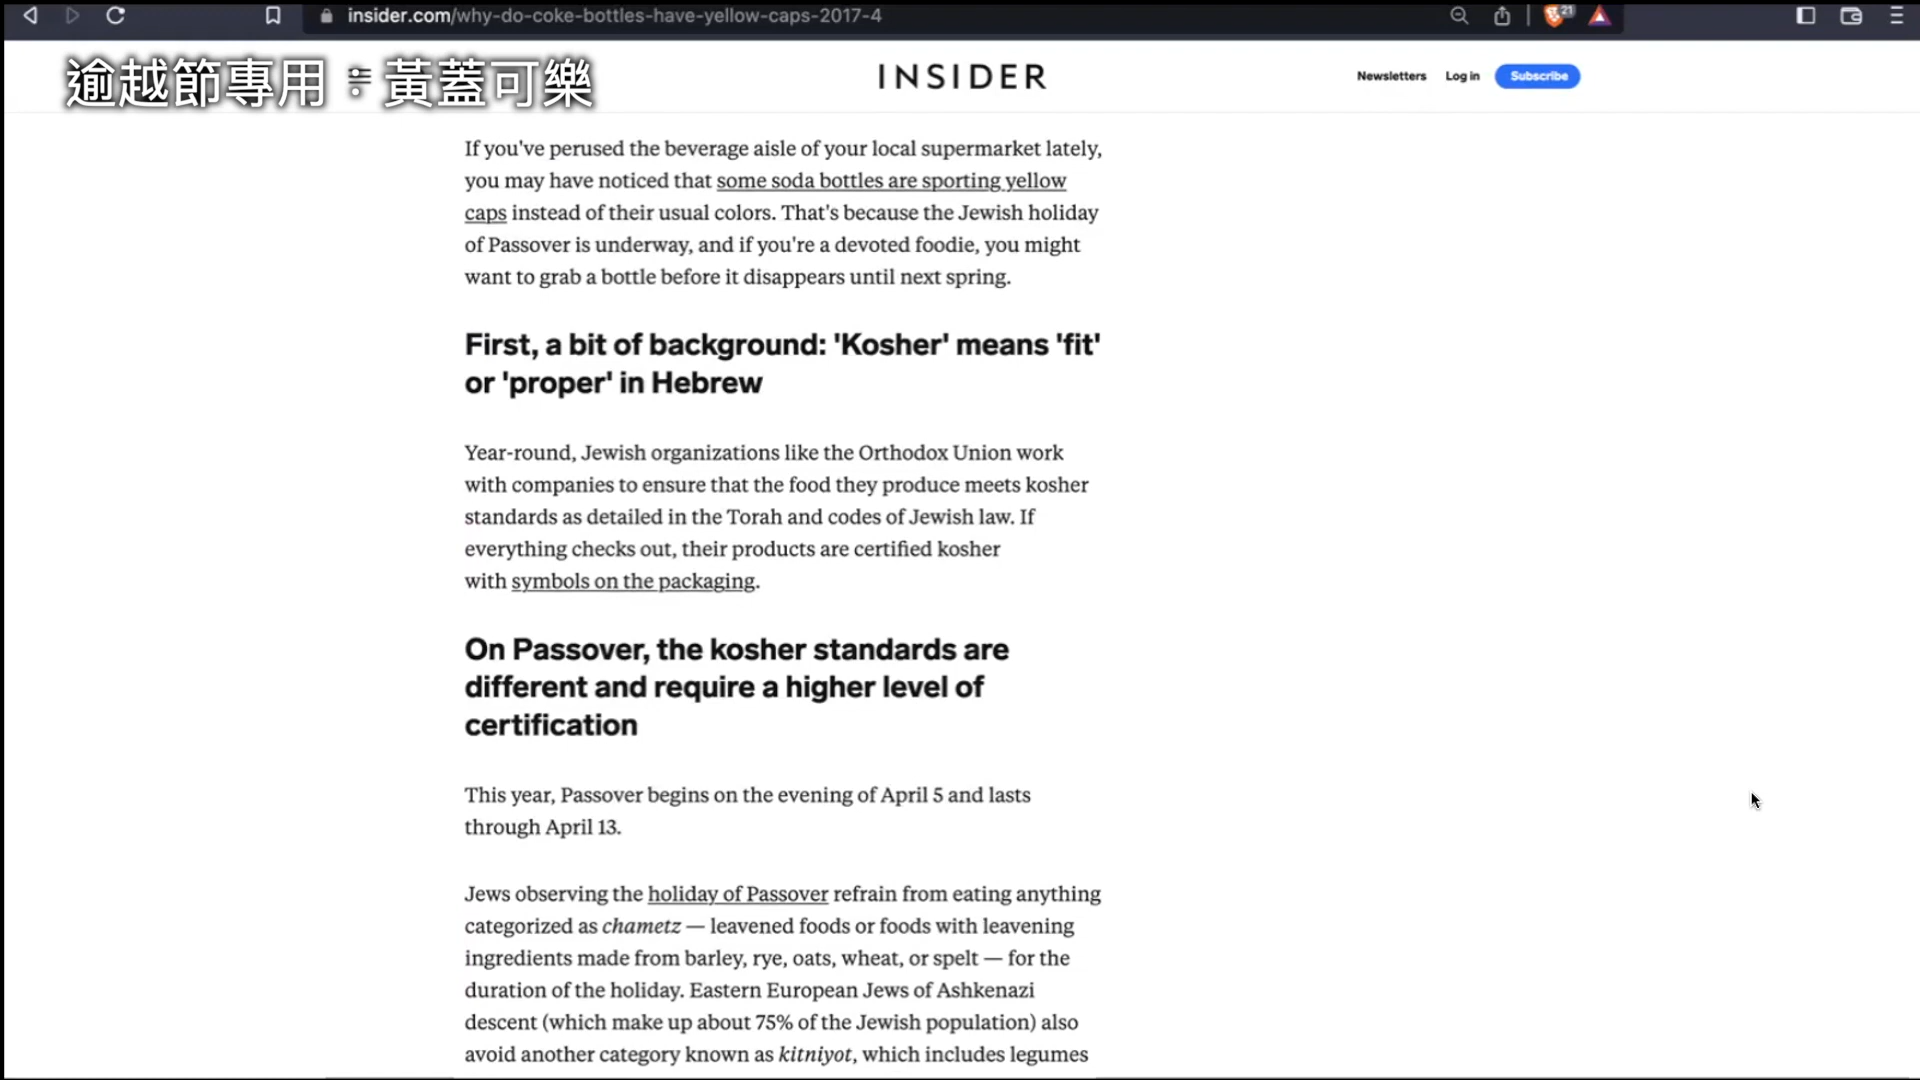 insider.com/why-do-coke-bottles-have-yellow-caps-2017-4
21
逾越節專用：黃蓋可樂
INSIDER
Newsletters Log in Subscribe
If you've perused the beverage aisle of your local supermarket lately,
you may have noticed that some soda bottles are sporting yellow
caps instead of their usual colors. That's because the Jewish holiday
of Passover is underway, and if you're a devoted foodie, you might
want to grab a bottle before it disappears until next spring.
First, a bit of background: 'Kosher' means 'fit'
or 'proper' in Hebrew
Year-round, Jewish organizations like the Orthodox Union work
with companies to ensure that the food they produce meets kosher
standards as detailed in the Torah and codes of Jewish law. If
everything checks out, their products are certified kosher
with symbols on the packaging.
On Passover, the kosher standards are
different and require a higher level of
certification
This year, Passover begins on the evening of April 5 and lasts
through April 13.
Jews observing the holiday of Passover refrain from eating anything
categorized as chametz — leavened foods or foods with leavening
ingredients made from barley, rye, oats, wheat, or spelt — for the
duration of the holiday. Eastern European Jews of Ashkenazi
descent (which make up about 75% of the Jewish population) also
avoid another category known as kitniyot, which includes legumes